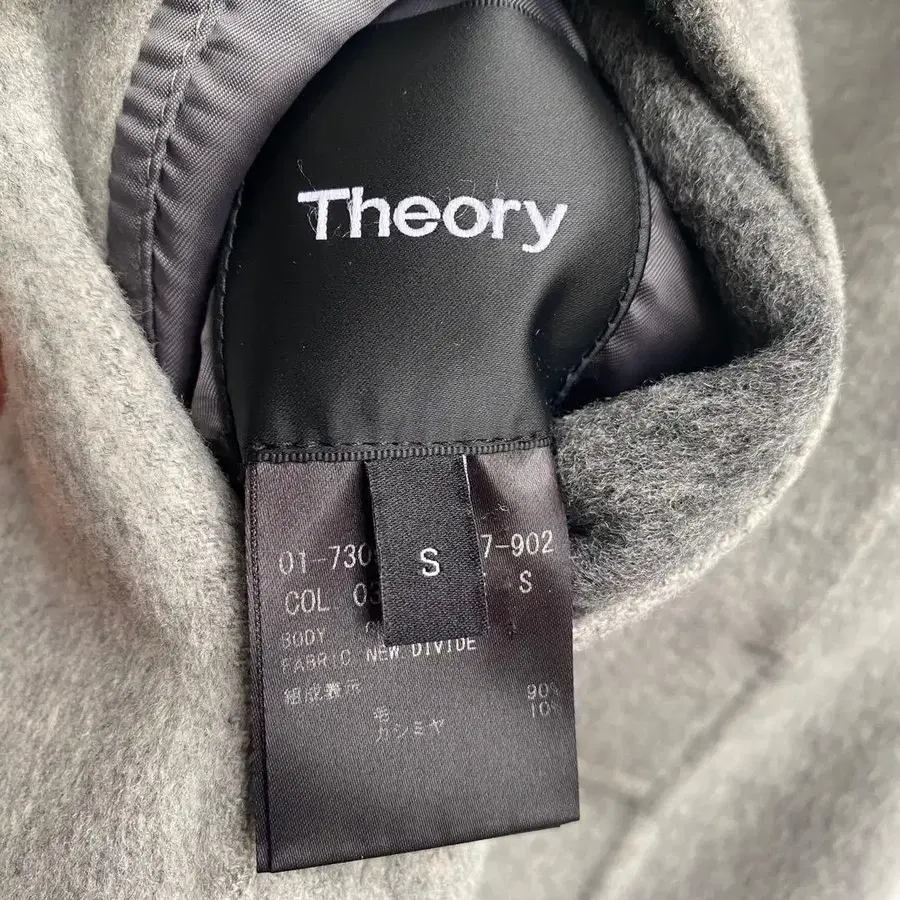 Theory
S
01-730 7-902
COL. 03 S
BODY
FABRIC NEW DIVIDE
組成表示
毛 90%
カシミヤ 10%